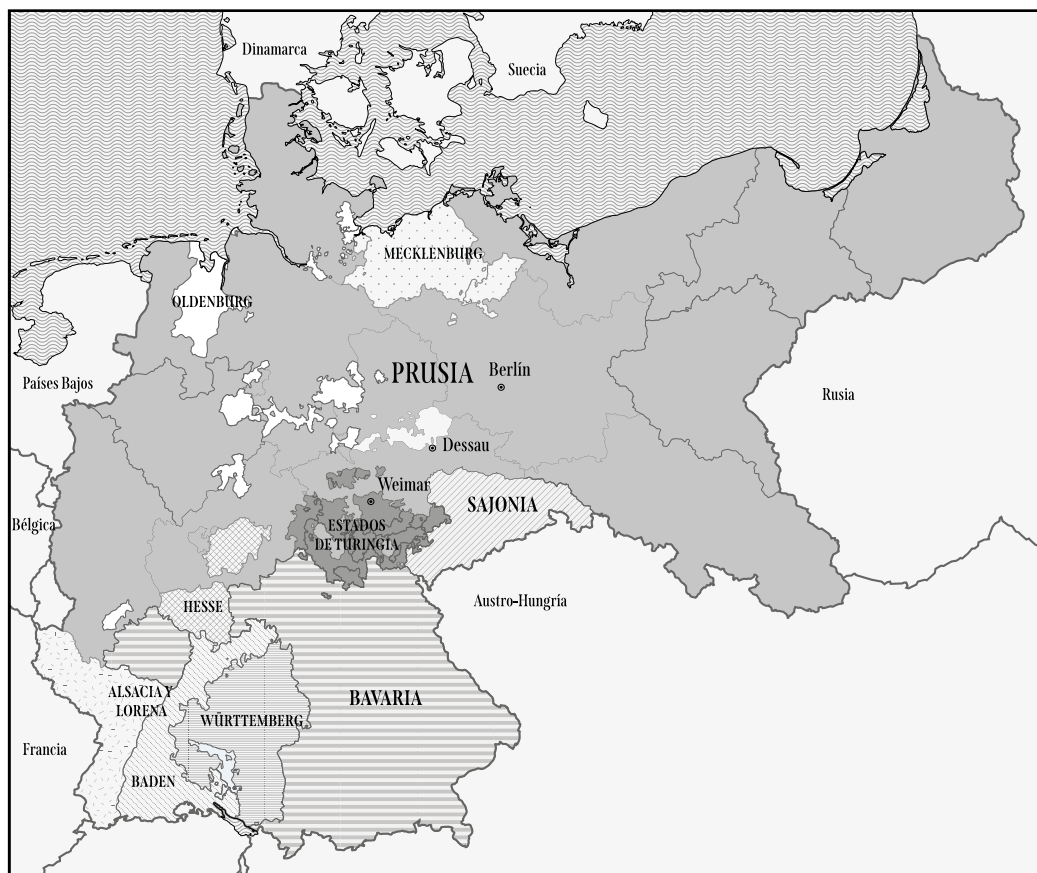 Dinamarca
Suecia
MECKLENBURG
OLDENBURG
PRUSIA
Berlín
Países Bajos
Rusia
Dessau
Weimar
SAJONIA
Bélgica
ESTADOS
DE TURINGIA
Austro-Hungría
HESSE
ALSACIA Y
LORENA
BAVARIA
WÜRTTEMBERG
Francia
BADEN